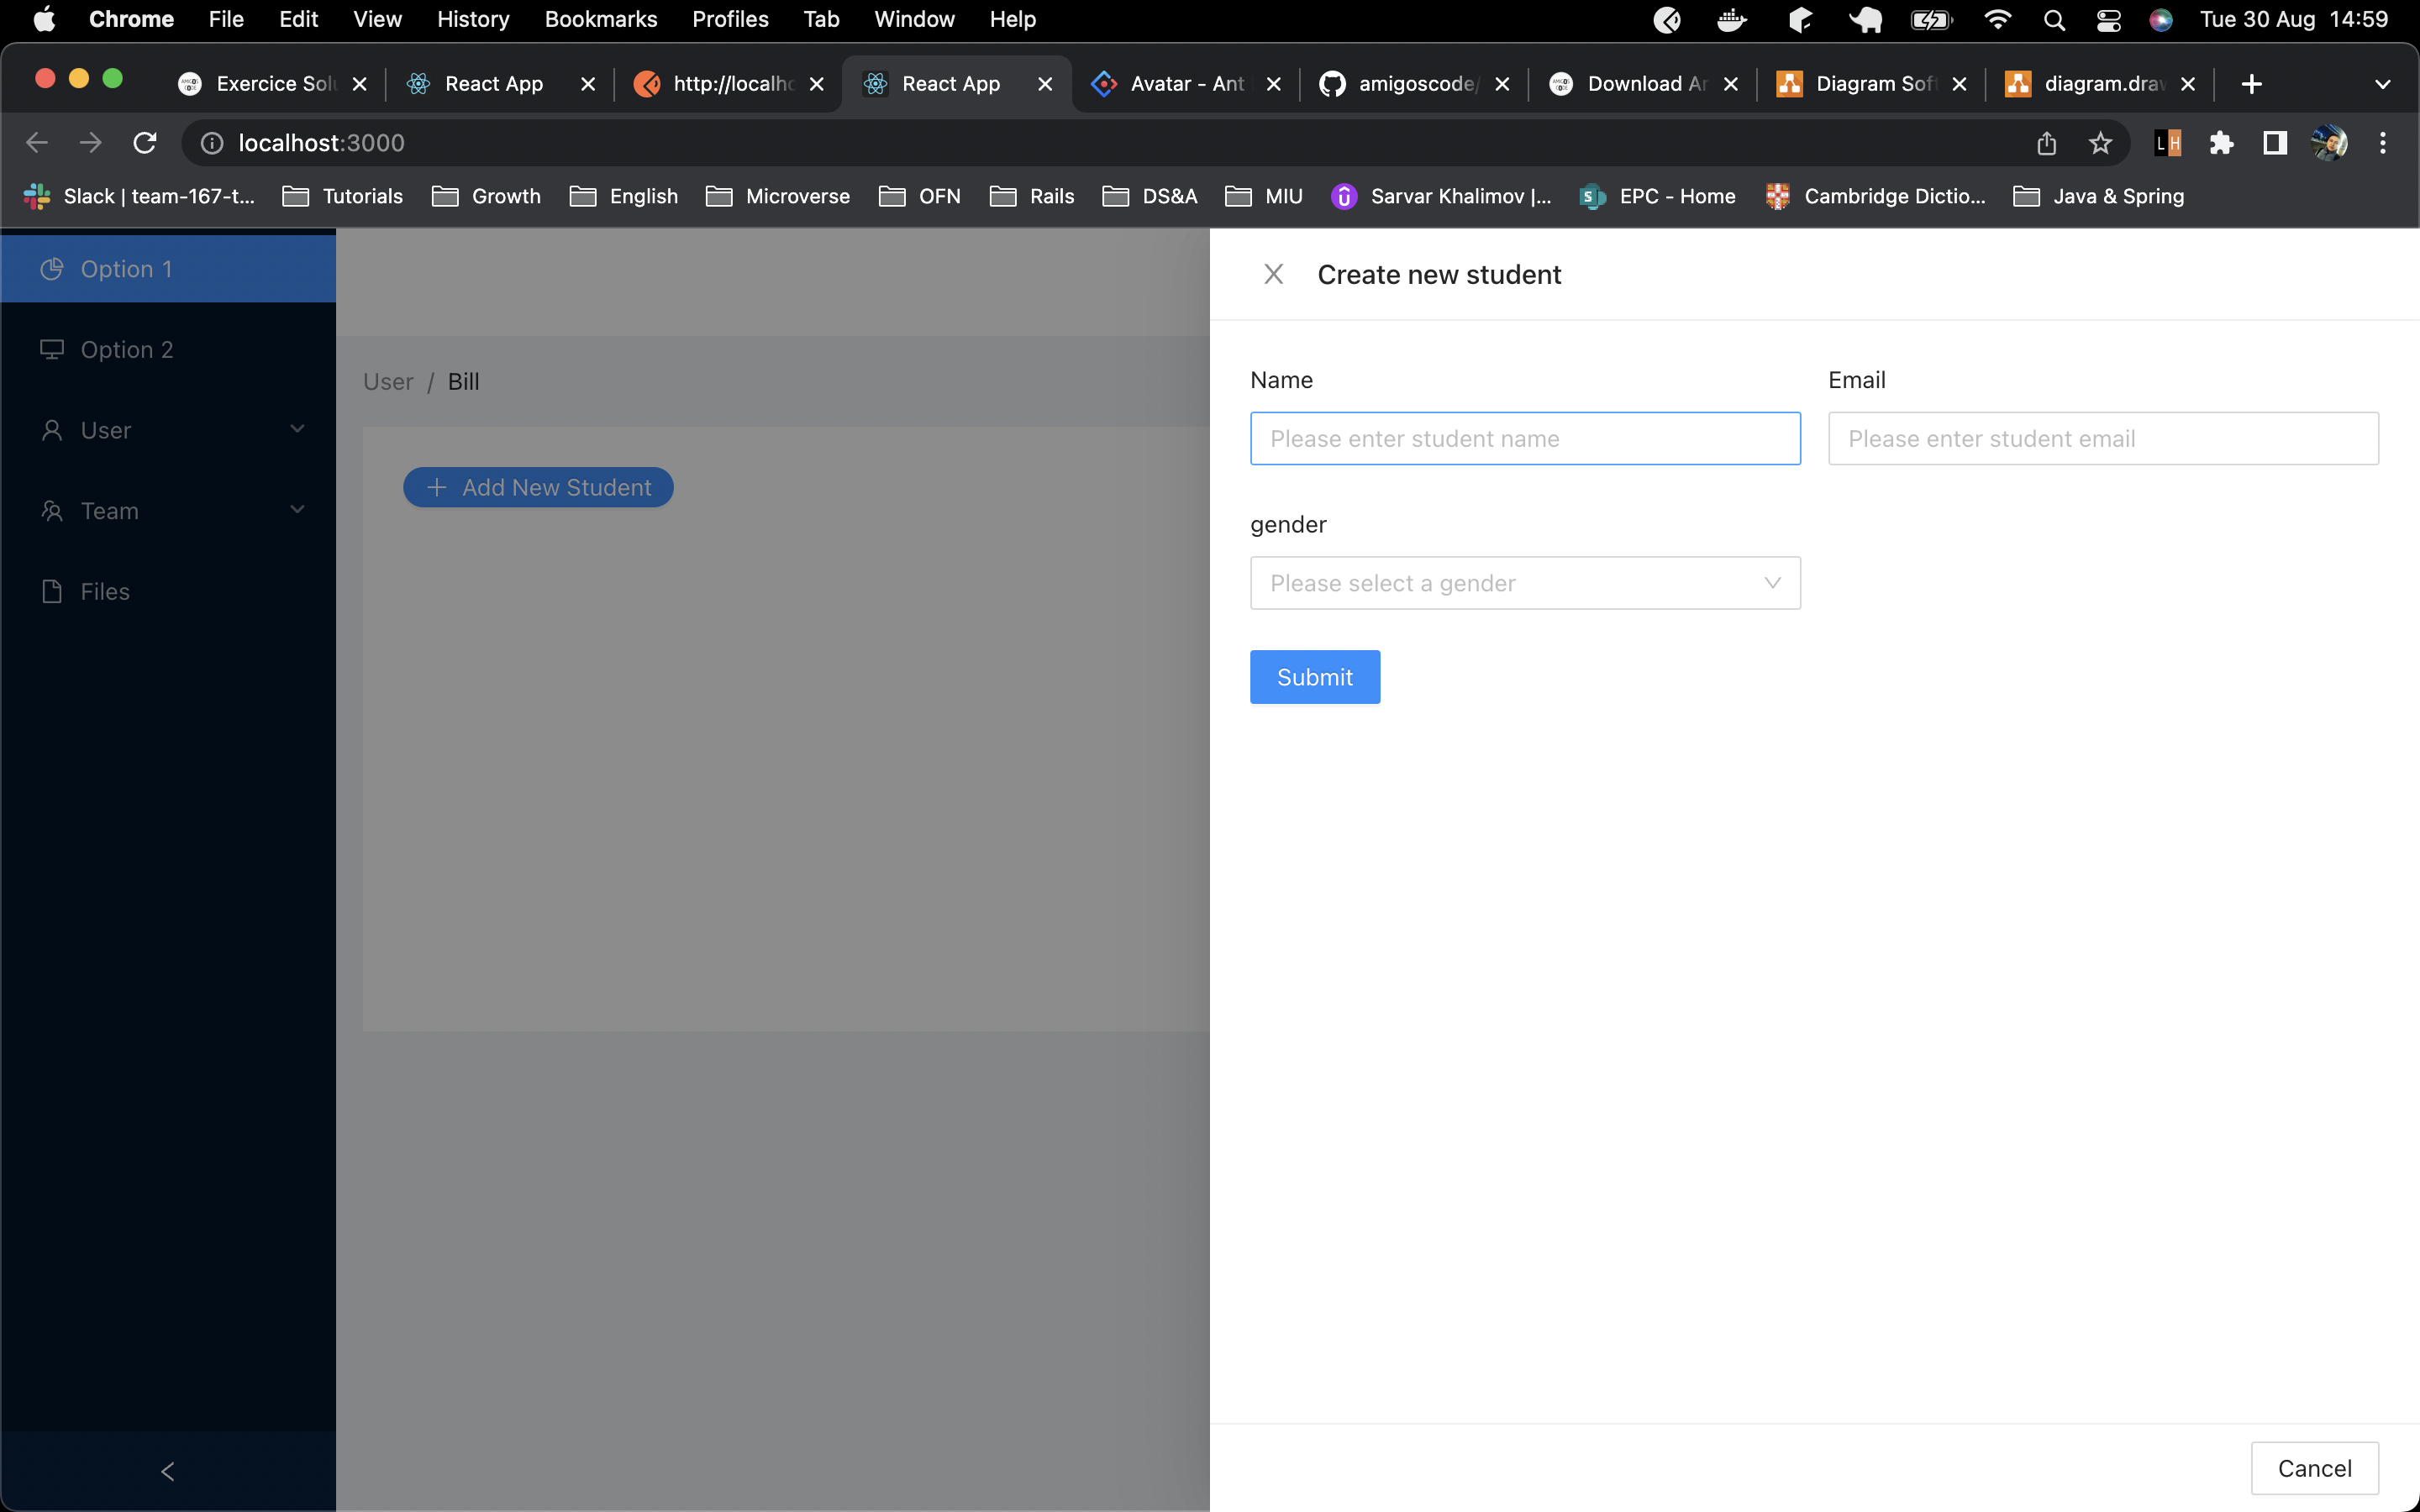 Chrome File Edit View History Bookmarks Profiles Tab Window Help Tue 30 Aug 14:59
Exercice Solu React App http://localho React App Avatar - Ant amigoscode/ Download Am Diagram Soft diagram.draw
localhost:3000
LH
Slack | team-167-t... Tutorials Growth English Microverse OFN Rails DS&A MIU Sarvar Khalimov |... EPC - Home Cambridge Dictio... Java & Spring
Option 1
Option 2
User
Team
Files
User / Bill
+ Add New Student
Create new student
Name Email
Please enter student name Please enter student email
gender
Please select a gender
Submit
Cancel